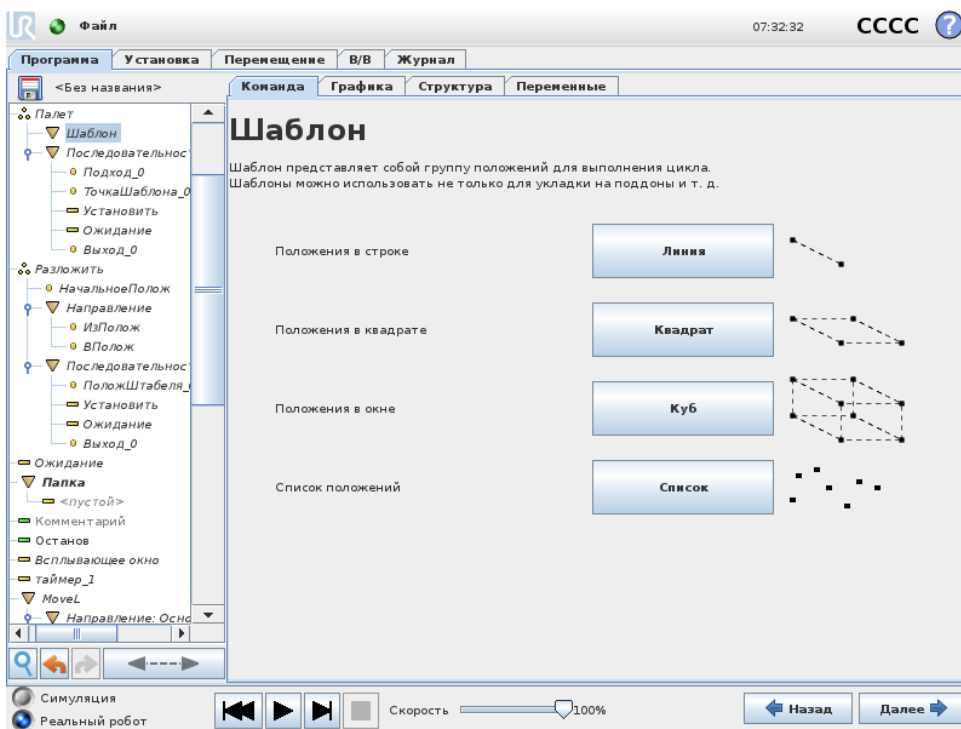 UR Файл 07:32:32 CCCC ?
Программа Установка Перемещение В/В Журнал
<Без названия>
Команда Графика Структура Переменные
Палет
Шаблон
Последовательнос
Подход_0
ТочкаШаблона_0
Установить
Ожидание
Выход_0
Разложить
НачальноеПолож
Направление
ИзПолож
ВПолож
Последовательнос
ПоложШтабеля_
Установить
Ожидание
Выход_0
Ожидание
Папка
<пустой>
Комментарий
Останов
Всплывающее окно
таймер_1
MoveL
Направление: Осно
Шаблон
Шаблон представляет собой группу положений для выполнения цикла.
Шаблоны можно использовать не только для укладки на поддоны и т. д.
Положения в строке Линия
Положения в квадрате Квадрат
Положения в окне Куб
Список положений Список
Симуляция
Реальный робот
Скорость 100%
Назад Далее